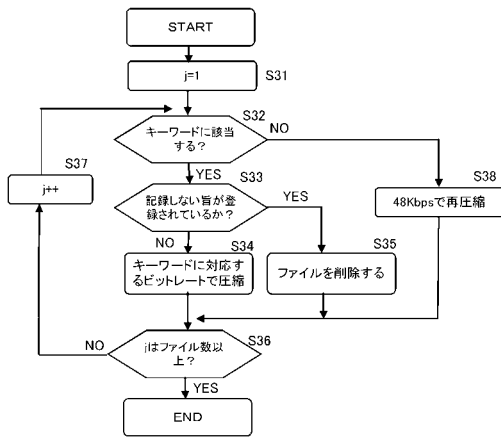 START
j=1
S31
S32
キーワードに該当
する?
NO
YES
S37
j++
S33
記録しない旨が登
録されているか?
YES
NO
S38
48Kbpsで再圧縮
S34
キーワードに対応す
るビットレートで圧縮
S35
ファイルを削除する
S36
jはファイル数以
上?
NO
YES
END